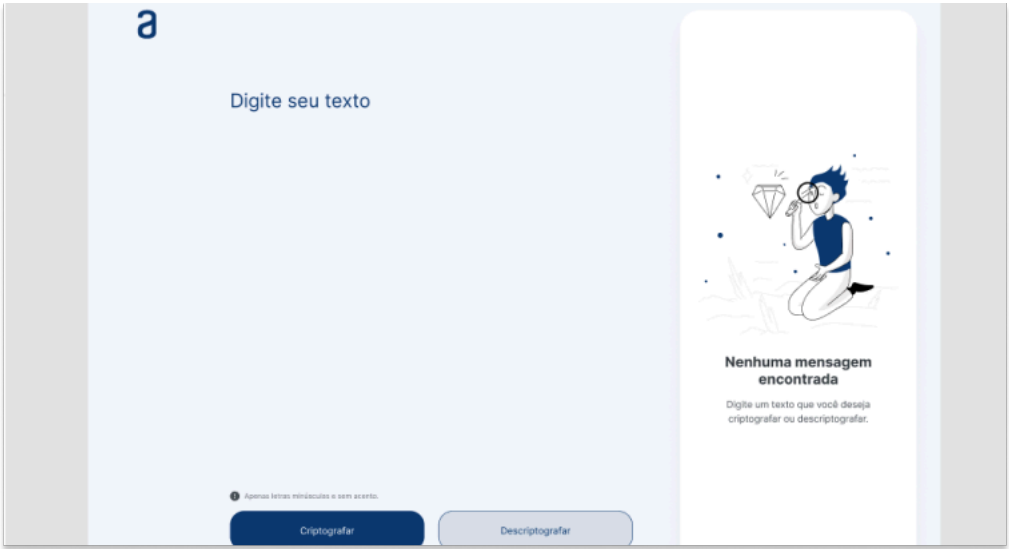 a
Digite seu texto
Nenhuma mensagem
encontrada
Digite um texto que você deseja
criptografar ou descriptografar.
Apenas letras minúsculas e sem acento.
Criptografar
Descriptografar